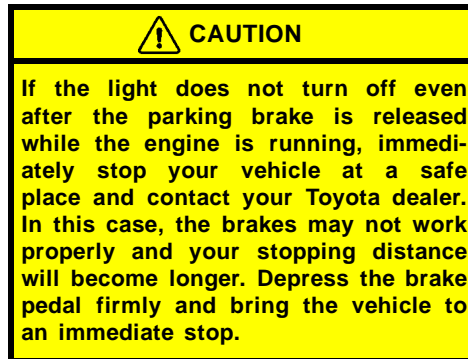 CAUTION
If the light does not turn off even
after the parking brake is released
while the engine is running, immedi-
ately stop your vehicle at a safe
place and contact your Toyota dealer.
In this case, the brakes may not work
properly and your stopping distance
will become longer. Depress the brake
pedal firmly and bring the vehicle to
an immediate stop.